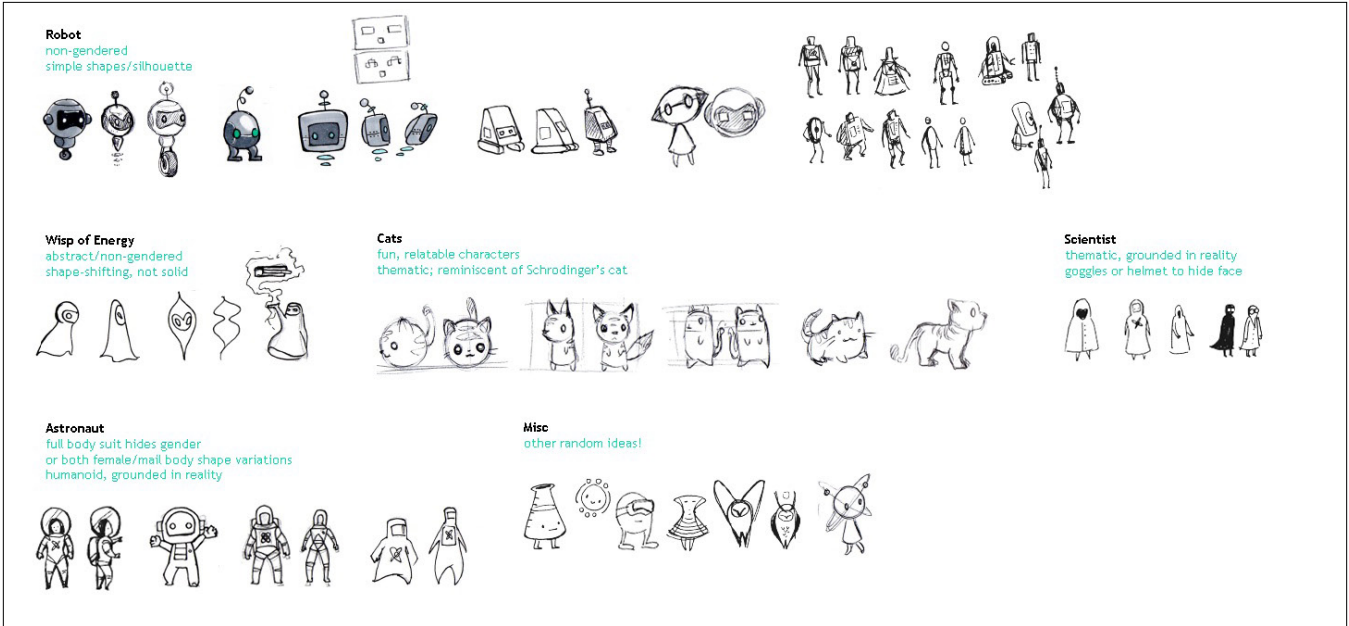 Robot
non-gendered
simple shapes/silhouette
Wisp of Energy
abstract/non-gendered
shape-shifting, not solid
Cats
fun, relatable characters
thematic; reminiscent of Schrodinger's cat
Scientist
thematic, grounded in reality
goggles or helmet to hide face
Astronaut
full body suit hides gender
or both female/mail body shape variations
humanoid, grounded in reality
Misc
other random ideas!